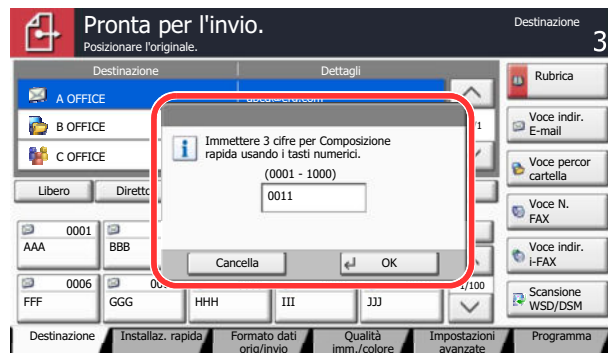 Pronta per l'invio.
Posizionare l'originale.
Destinazione
3
Destinazione
Dettagli
A OFFICE
B OFFICE
C OFFICE
Immettere 3 cifre per Composizione
rapida usando i tasti numerici.
(0001 - 1000)
0011
Cancella
OK
Libero
0001
AAA
BBB
0006
FFF
GGG
HHH
III
JJJ
/100
Rubrica
Voce indir.
E-mail
Voce percor
cartella
Voce N.
FAX
Voce indir.
i-FAX
Scansione
WSD/DSM
Destinazione
Installaz. rapida
Formato dati
orig/invio
Qualità
imm./colore
Impostazioni
avanzate
Programma